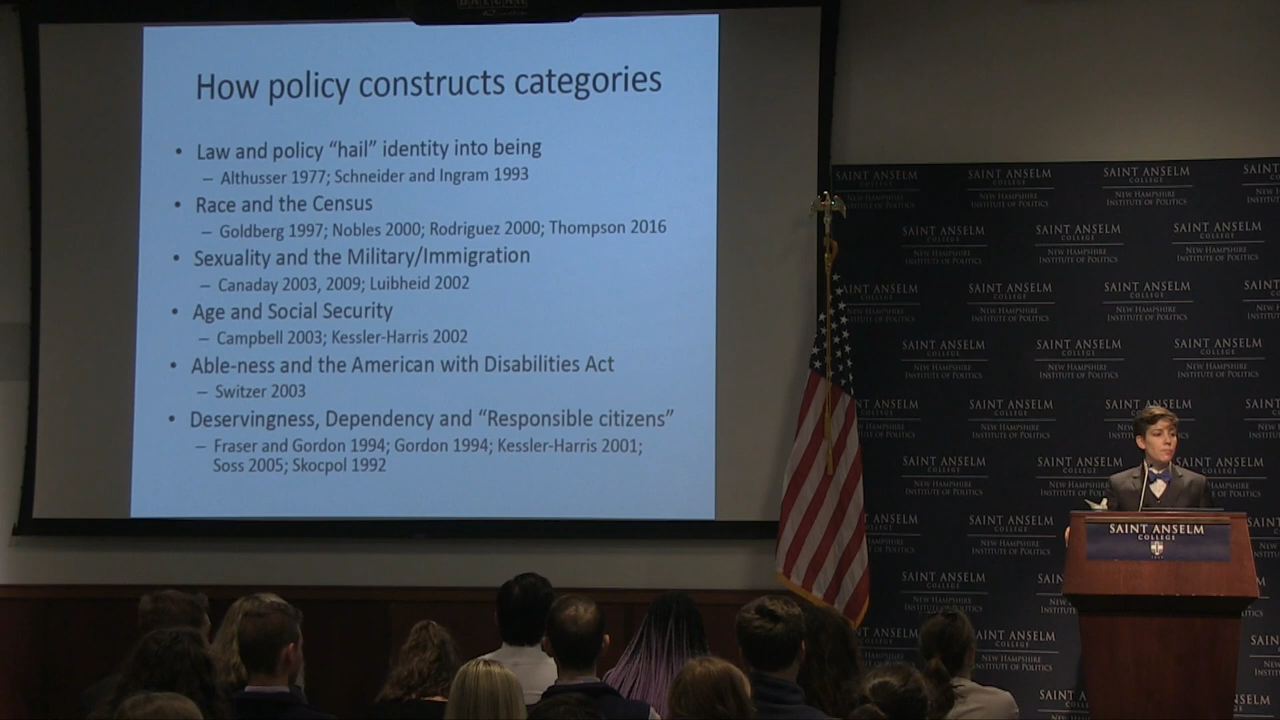 How policy constructs categories
• Law and policy “hail” identity into being
– Althusser 1977; Schneider and Ingram 1993
• Race and the Census
– Goldberg 1997; Nobles 2000; Rodriguez 2000; Thompson 2016
• Sexuality and the Military/Immigration
– Canaday 2003, 2009; Luibheid 2002
• Age and Social Security
– Campbell 2003; Kessler-Harris 2002
• Able-ness and the American with Disabilities Act
– Switzer 2003
• Deservingness, Dependency and “Responsible citizens”
– Fraser and Gordon 1994; Gordon 1994; Kessler-Harris 2001;
Soss 2005; Skocpol 1992
SAINT ANSELM
COLLEGE
NEW HAMPSHIRE
INSTITUTE OF POLITICS
SAINT ANSELM
COLLEGE